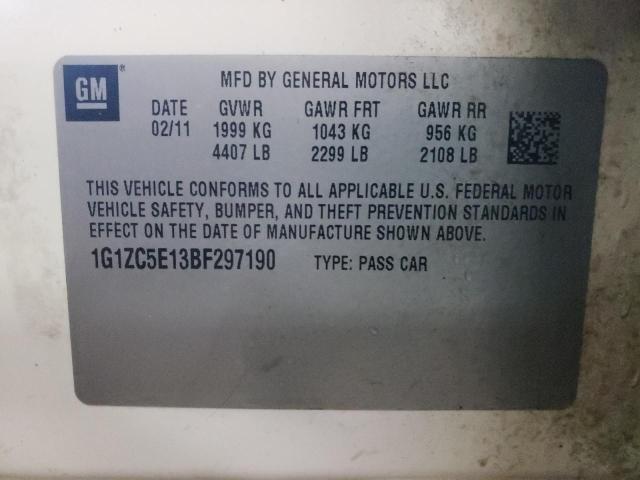 GM ®
MFD BY GENERAL MOTORS LLC
DATE GVWR GAWR FRT GAWR RR
02/11 1999 KG 1043 KG 956 KG
4407 LB 2299 LB 2108 LB
THIS VEHICLE CONFORMS TO ALL APPLICABLE U.S. FEDERAL MOTOR
VEHICLE SAFETY, BUMPER, AND THEFT PREVENTION STANDARDS IN
EFFECT ON THE DATE OF MANUFACTURE SHOWN ABOVE.
1G1ZC5E13BF297190 TYPE: PASS CAR